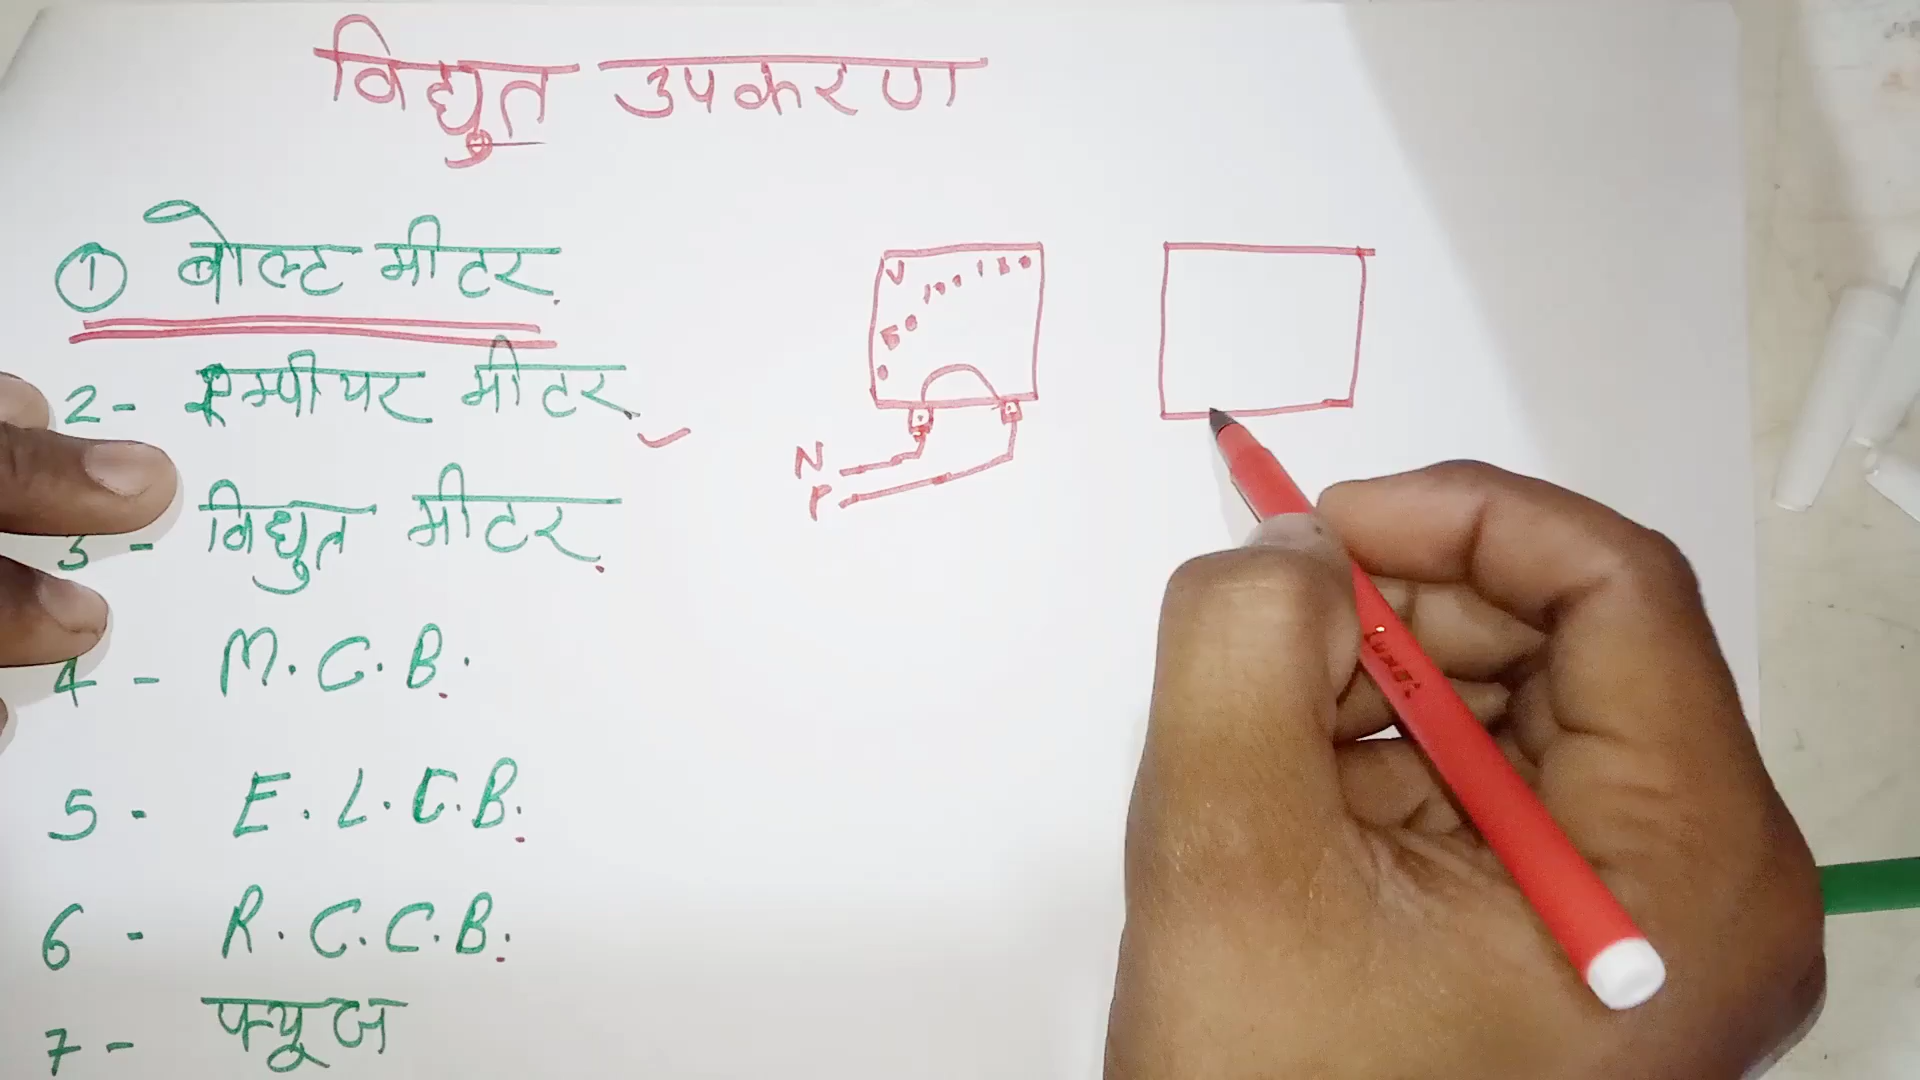 विद्युत उपकरण
① वोल्ट मीटर
2- एम्पीयर मीटर
3 - विद्युत मीटर
4 - M.C.B.
5 - E.L.C.B.
6 - R.C.C.B.
7 - फ्यूज
V
N
P